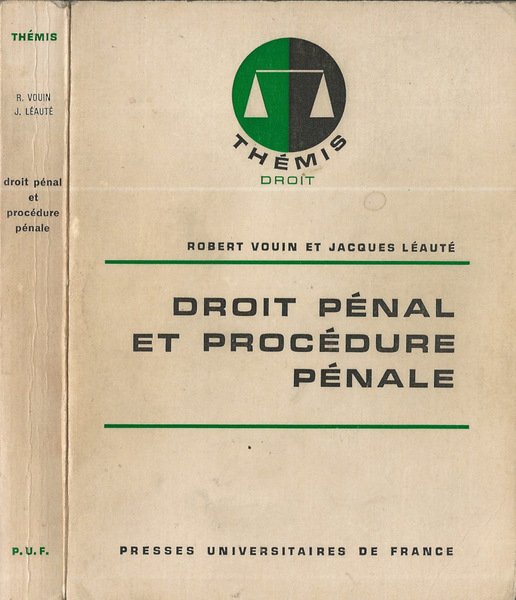 THÉMIS
R. VOUIN
J. LÉAUTÉ
droit pénal
et
procédure
pénale
P.U.F.
THÉMIS
DROIT
ROBERT VOUIN ET JACQUES LÉAUTÉ
DROIT PÉNAL
ET PROCÉDURE
PÉNALE
PRESSES UNIVERSITAIRES DE FRANCE